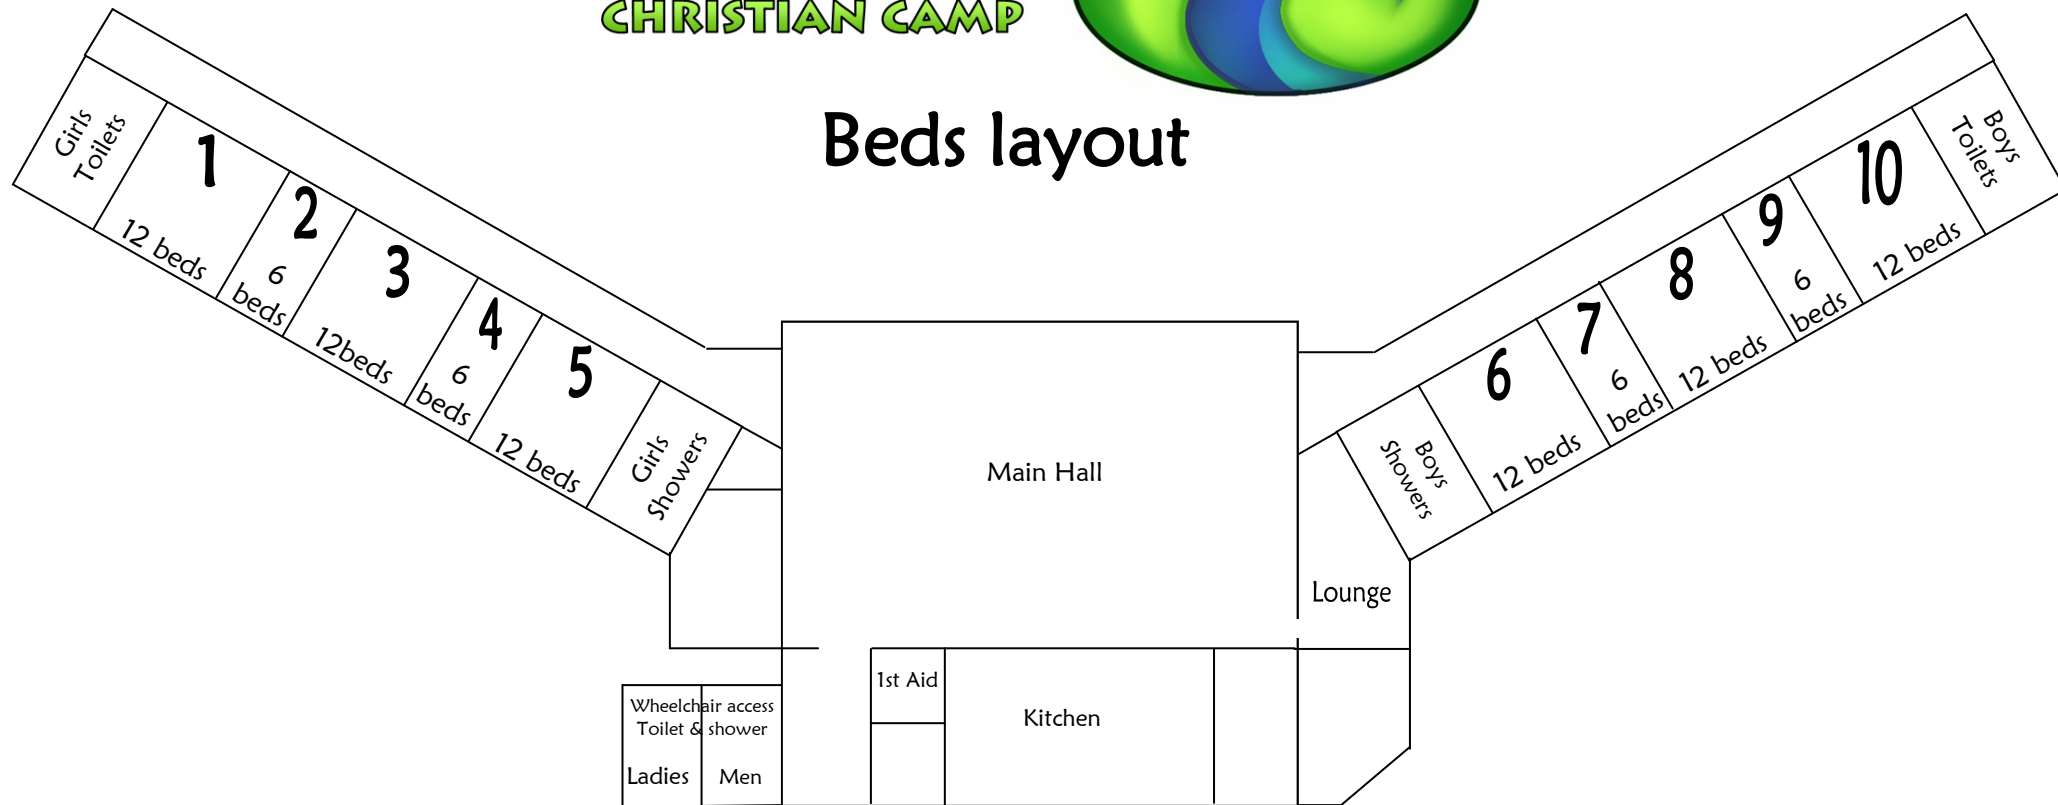 CHRISTIAN CAMP
Beds layout
Girls
Toilets
1
12 beds
2
6
beds
3
12beds
4
6
beds
5
12 beds
Girls
Showers
Main Hall
Boys
Showers
6
12 beds
7
6
beds
8
12 beds
9
6
beds
10
12 beds
Boys
Toilets
Lounge
1st Aid
Kitchen
Wheelchair access
Toilet & shower
Ladies
Men